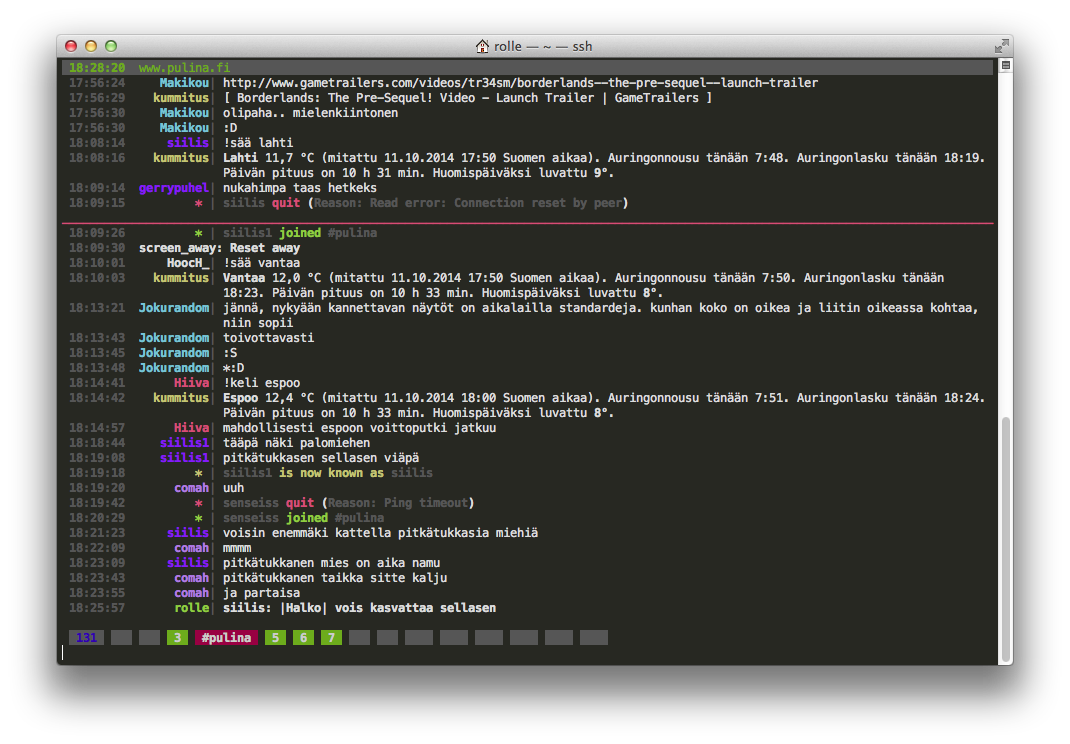 rolle — ~ — ssh
18:28:20 www.pulina.fi
17:56:24 Makikou| http://www.gametrailers.com/videos/tr34sm/borderlands--the-pre-sequel--launch-trailer
17:56:29 kummitus| [ Borderlands: The Pre-Sequel! Video - Launch Trailer | GameTrailers ]
17:56:30 Makikou| olipaha.. mielenkiintonen
17:56:30 Makikou| :D
18:08:14 siilis| !sää lahti
18:08:16 kummitus| Lahti 11,7 °C (mitattu 11.10.2014 17:50 Suomen aikaa). Auringonnousu tänään 7:48. Auringonlasku tänään 18:19.
Päivän pituus on 10 h 31 min. Huomispäiväksi luvattu 9°.
18:09:14 gerrypuhel| nukahimpa taas hetkeks
18:09:15 * | siilis quit (Reason: Read error: Connection reset by peer)
18:09:26 * | siilis1 joined #pulina
18:09:30 screen_away: Reset away
18:10:01 HoocH_| !sää vantaa
18:10:03 kummitus| Vantaa 12,0 °C (mitattu 11.10.2014 17:50 Suomen aikaa). Auringonnousu tänään 7:50. Auringonlasku tänään
18:23. Päivän pituus on 10 h 33 min. Huomispäiväksi luvattu 8°.
18:13:21 Jokurandom| jännä, nykyään kannettavan näytöt on aikalailla standardeja. kunhan koko on oikea ja liitin oikeassa kohtaa,
niin sopii
18:13:43 Jokurandom| toivottavasti
18:13:45 Jokurandom| :S
18:13:48 Jokurandom| *:D
18:14:41 Hiiva| !keli espoo
18:14:42 kummitus| Espoo 12,4 °C (mitattu 11.10.2014 18:00 Suomen aikaa). Auringonnousu tänään 7:51. Auringonlasku tänään 18:24.
Päivän pituus on 10 h 33 min. Huomispäiväksi luvattu 8°.
18:14:57 Hiiva| mahdollisesti espoon voittoputki jatkuu
18:18:44 siilis1| tääpä näki palomiehen
18:19:08 siilis1| pitkätukkasen sellasen viäpä
18:19:18 * | siilis1 is now known as siilis
18:19:20 comah| uuh
18:19:42 * | senseiss quit (Reason: Ping timeout)
18:20:29 * | senseiss joined #pulina
18:21:23 siilis| voisin enemmäki kattella pitkätukkasia miehiä
18:22:09 comah| mmmm
18:23:09 siilis| pitkätukkanen mies on aika namu
18:23:43 comah| pitkätukkanen taikka sitte kalju
18:23:55 comah| ja partaisa
18:25:57 rolle| siilis: |Halko| vois kasvattaa sellasen
131 3 #pulina 5 6 7